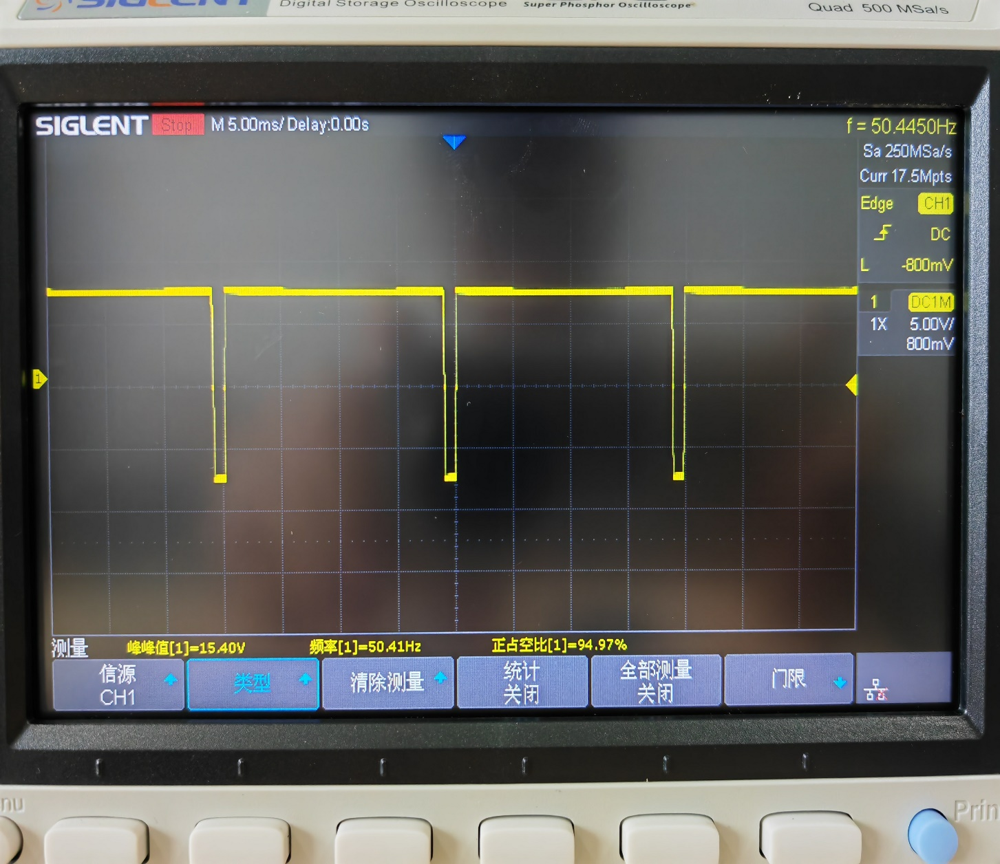 SIGLENT
Digital Storage Oscilloscope
Super Phosphor Oscilloscope
Quad 500 MSa/s
SIGLENT Stop M 5.00ms/ Delay:0.00s
f = 50.4450Hz
Sa 250MSa/s
Curr 17.5Mpts
Edge CH1
DC
L -800mV
1 DC1M
1X 5.00V/
800mV
1
测量 峰峰值[1]=15.40V 频率[1]=50.41Hz 正占空比[1]=94.97%
信源
CH1
类型
清除测量
统计
关闭
全部测量
关闭
门限
nu
Prin